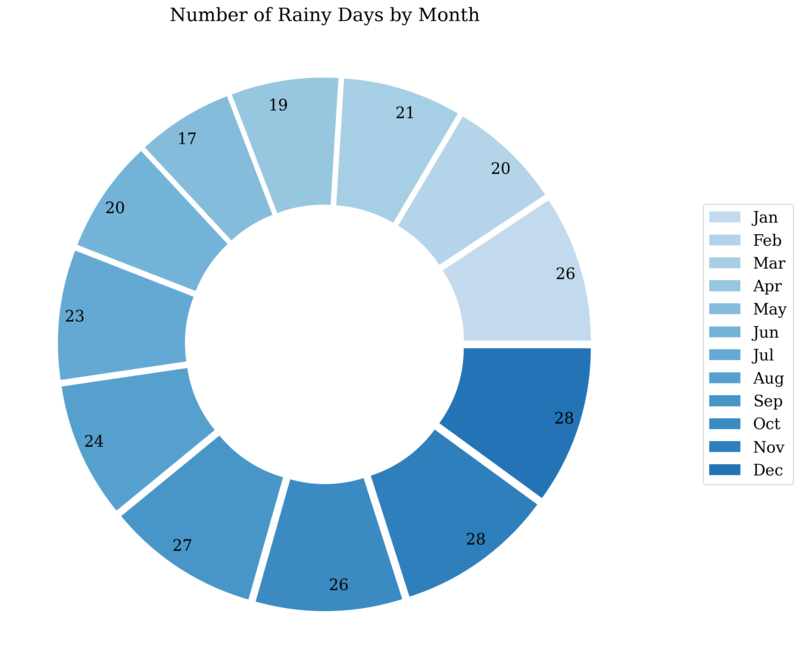 Number of Rainy Days by Month
19
21
17
20
20
26
23
28
24
28
27
26
Jan
Feb
Mar
Apr
May
Jun
Jul
Aug
Sep
Oct
Nov
Dec